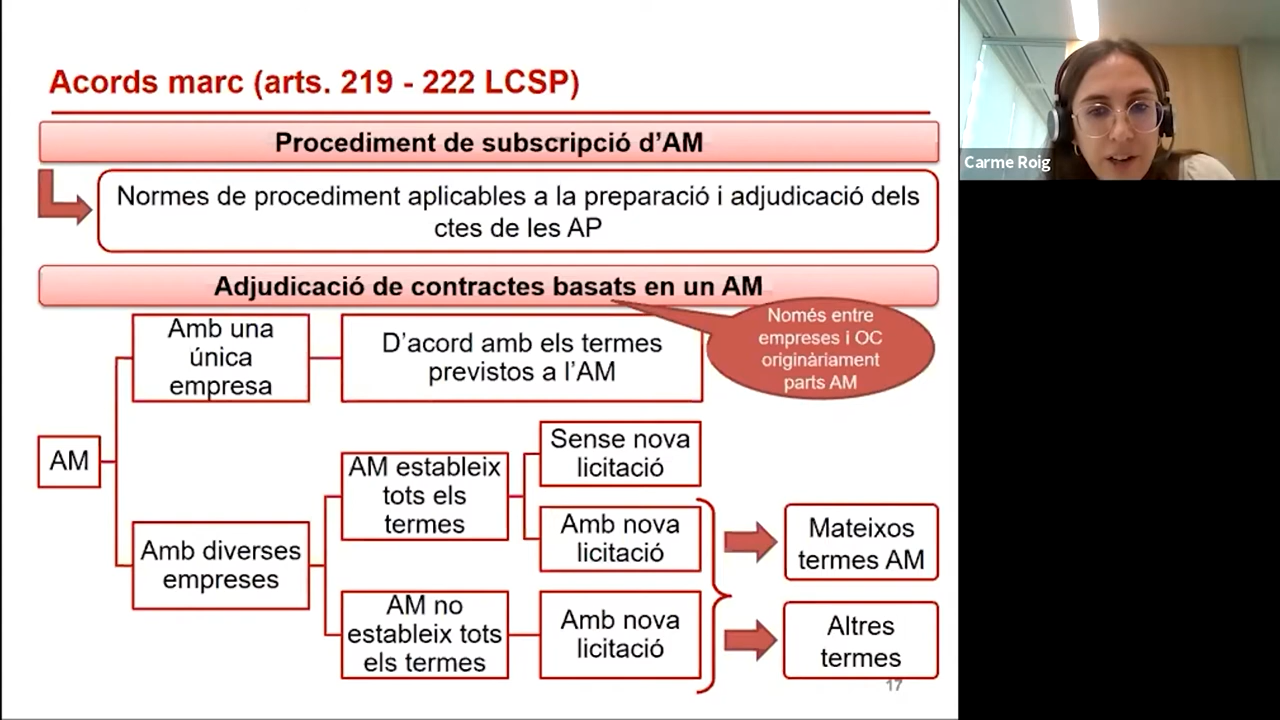 Acords marc (arts. 219 - 222 LCSP)
Procediment de subscripció d'AM
Normes de procediment aplicables a la preparació i adjudicació dels
ctes de les AP
Adjudicació de contractes basats en un AM
Només entre
empreses i OC
originàriament
parts AM
Amb una
única
empresa
D'acord amb els termes
previstos a l'AM
AM
Amb diverses
empreses
AM estableix
tots els
termes
Sense nova
licitació
Amb nova
licitació
AM no
estableix tots
els termes
Amb nova
licitació
Mateixos
termes AM
Altres
termes
17
Carme Roig